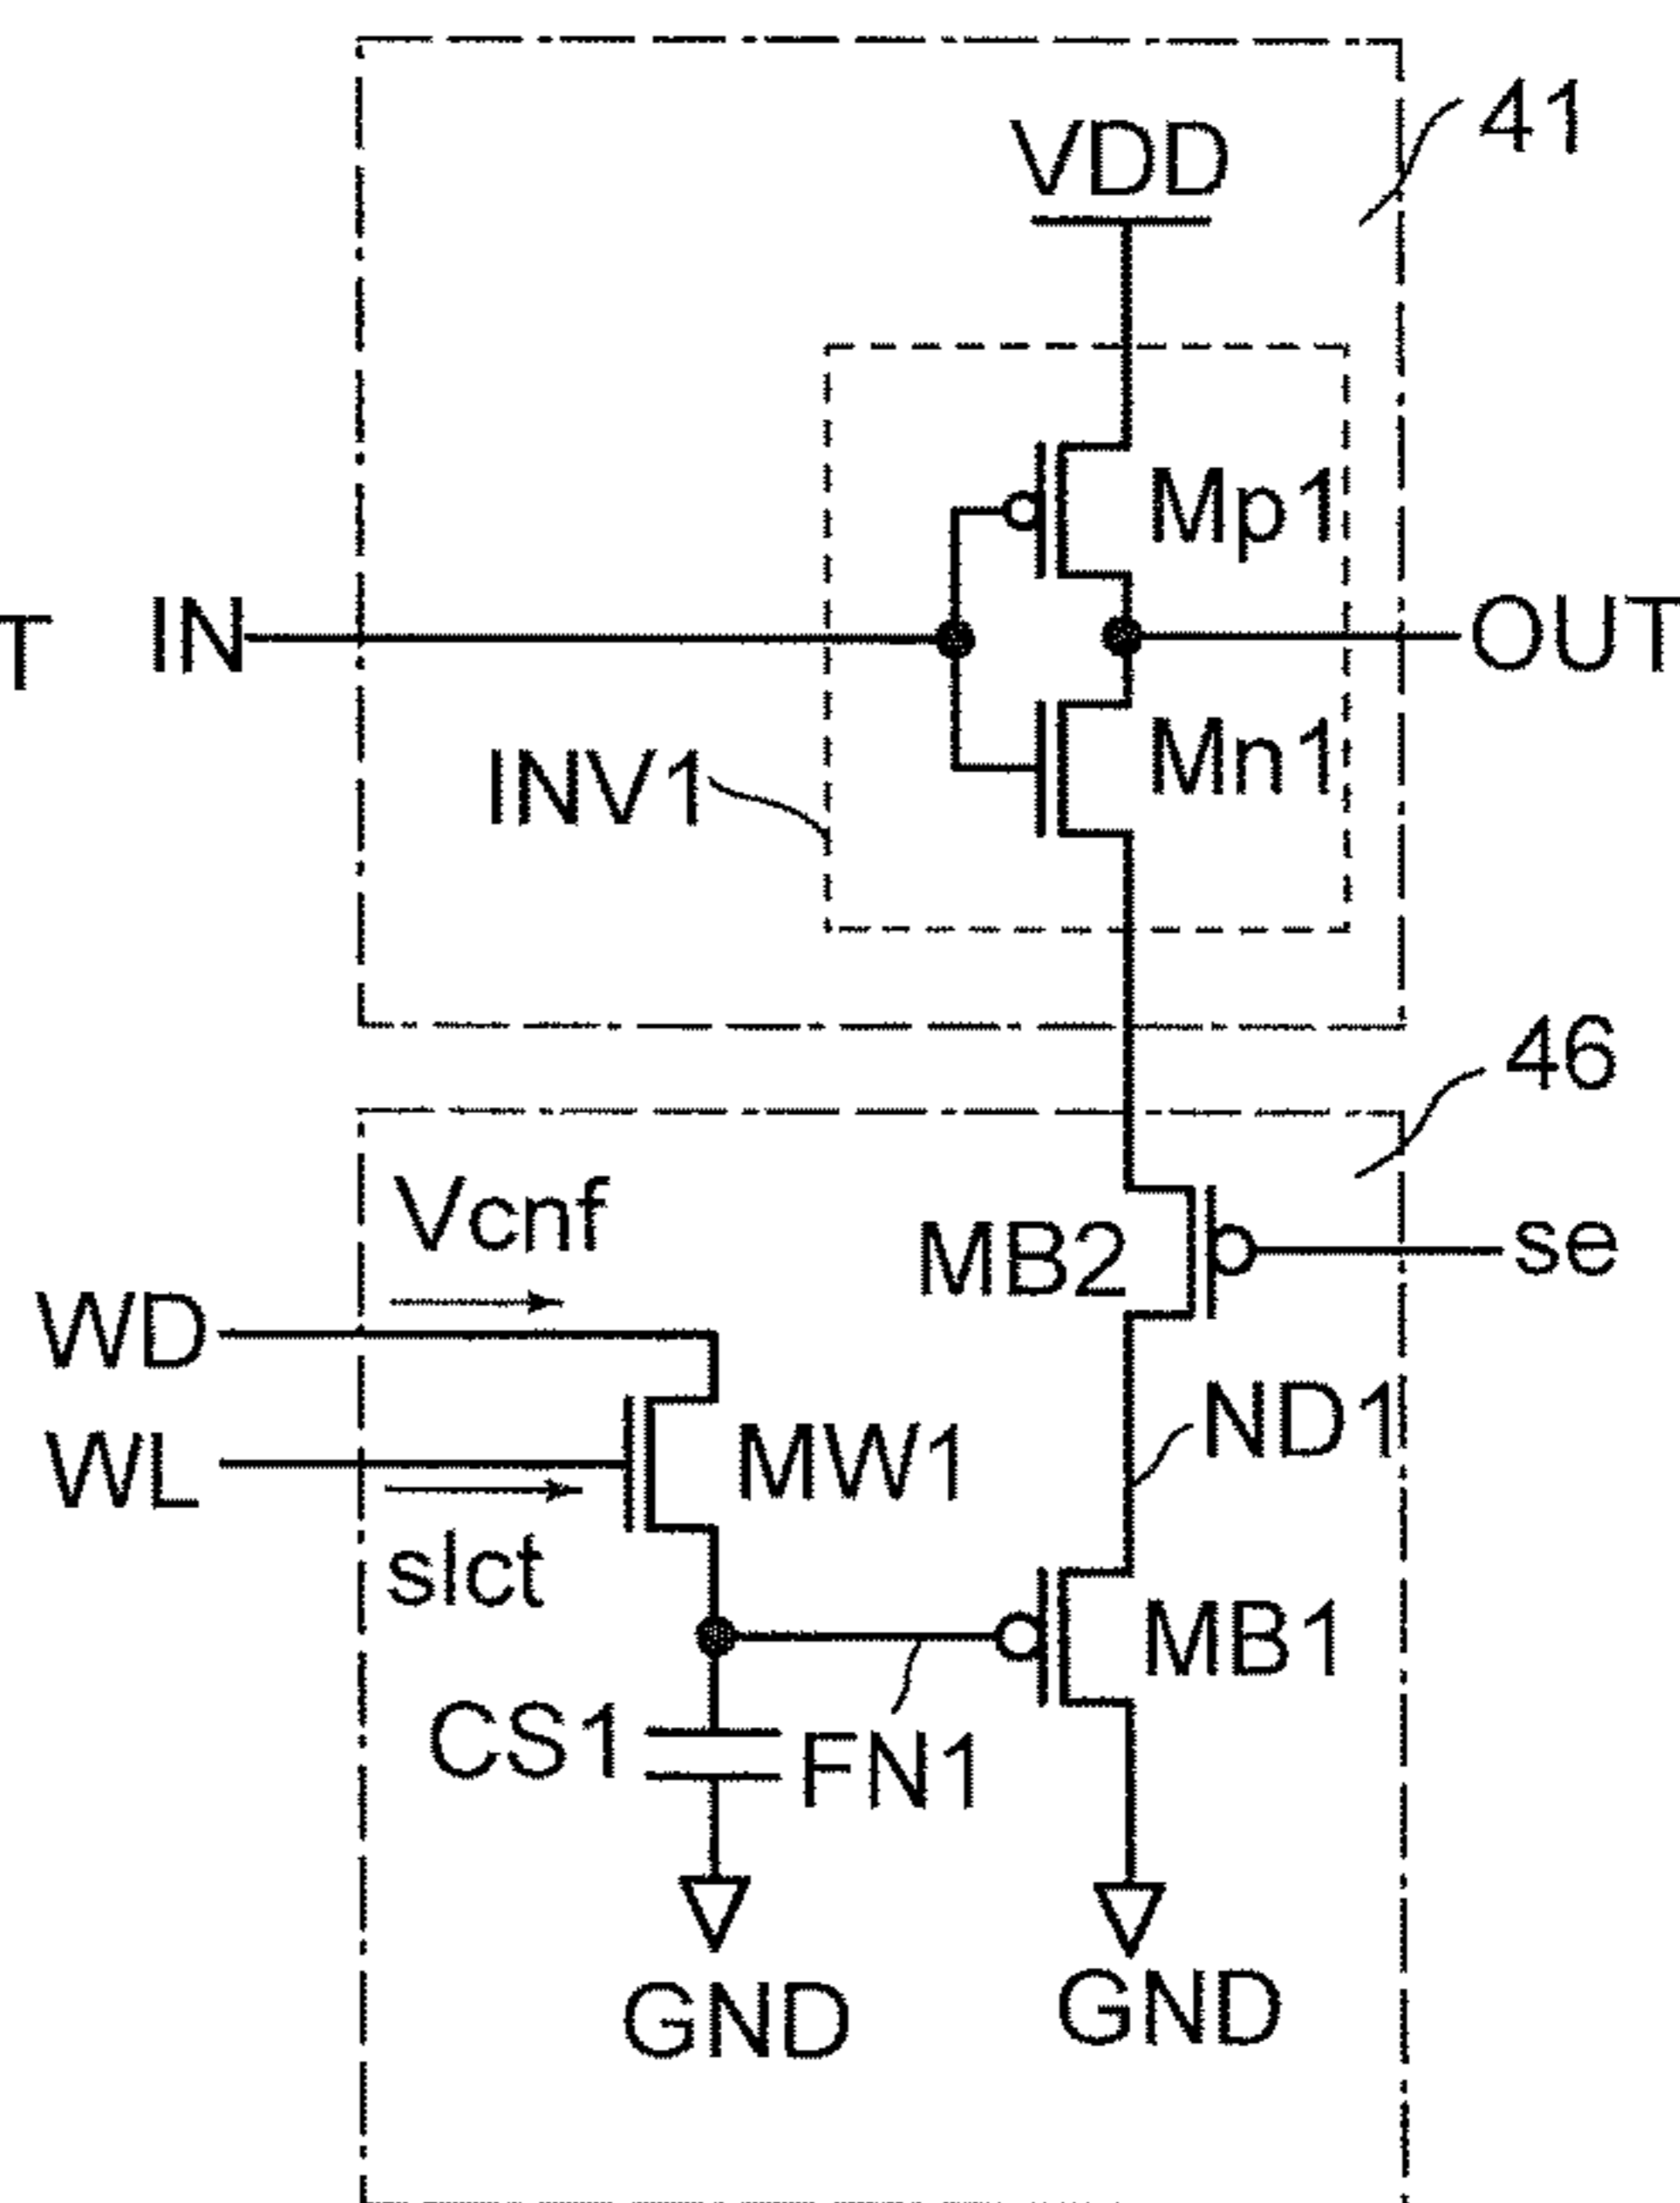 41
VDD
Mp1
T
IN
OUT
INV1
Mn1
46
Vcnf
MB2
se
WD
ND1
WL
MW1
slct
MB1
CS1
FN1
GND
GND